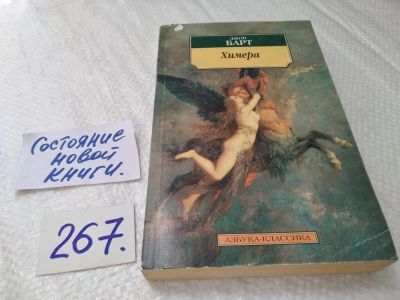 ДЖОН
БАРТ
Химера
Состояние
новой
книги.
267.
АЗБУКА-КЛАССИКА